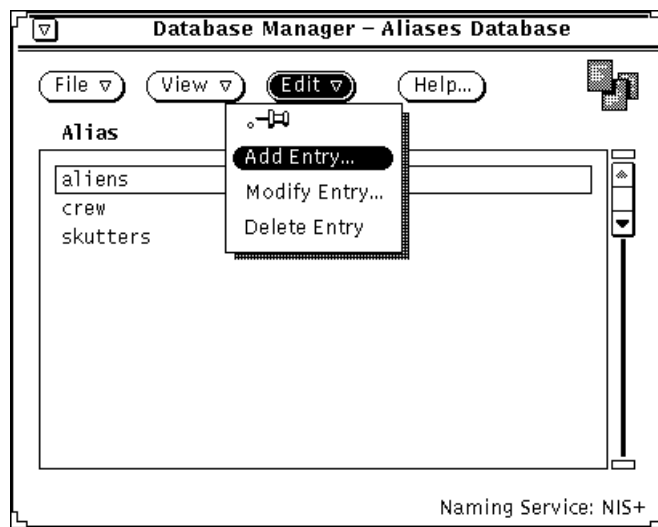 Database Manager – Aliases Database
File View Edit Help...
Alias
Add Entry...
Modify Entry...
Delete Entry
aliens
crew
skutters
Naming Service: NIS+